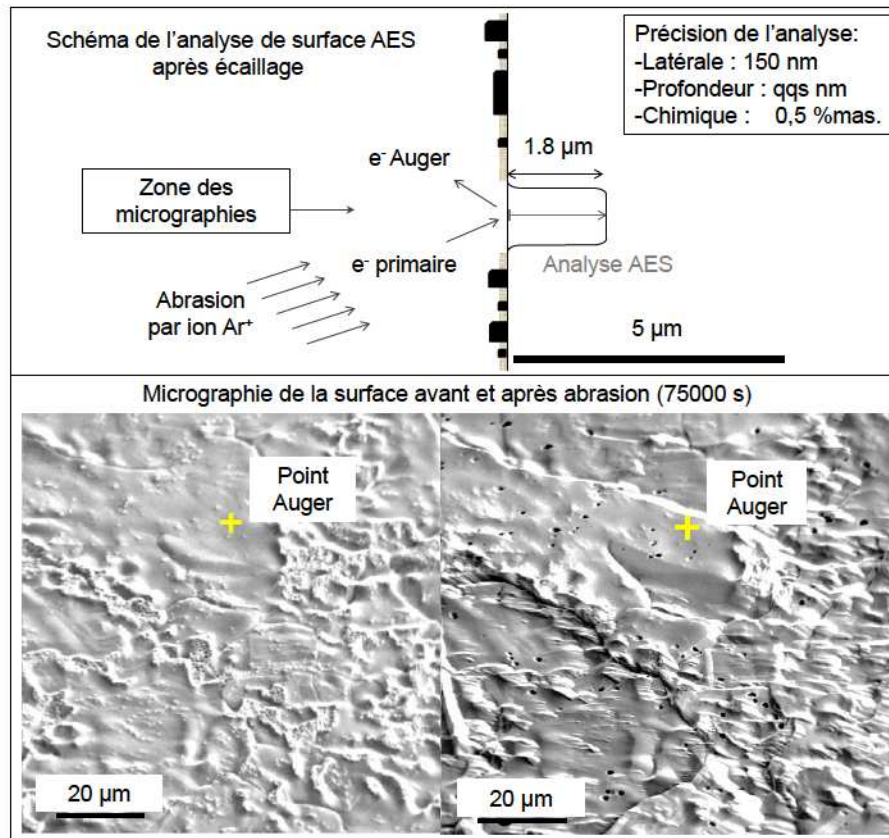 Schéma de l'analyse de surface AES
après écaillage
Précision de l'analyse:
-Latérale : 150 nm
-Profondeur : qqs nm
-Chimique : 0,5 %mas.
1.8 µm
e- Auger
Zone des
micrographies
e- primaire
Analyse AES
Abrasion
par ion Ar+
5 µm
Micrographie de la surface avant et après abrasion (75000 s)
Point
Auger
Point
Auger
20 µm
20 µm